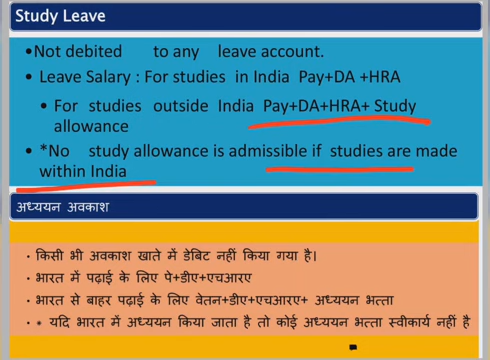 Study Leave
•Not debited to any leave account.
• Leave Salary : For studies in India Pay+DA +HRA
• For studies outside India Pay+DA+HRA+ Study
allowance
• *No study allowance is admissible if studies are made
within India
अध्ययन अवकाश
• किसी भी अवकाश खाते में डेबिट नहीं किया गया है।
• भारत में पढ़ाई के लिए पे+डीए+एचआरए
• भारत से बाहर पढ़ाई के लिए वेतन+डीए+एचआरए+ अध्ययन भत्ता
• * यदि भारत में अध्ययन किया जाता है तो कोई अध्ययन भत्ता स्वीकार्य नहीं है